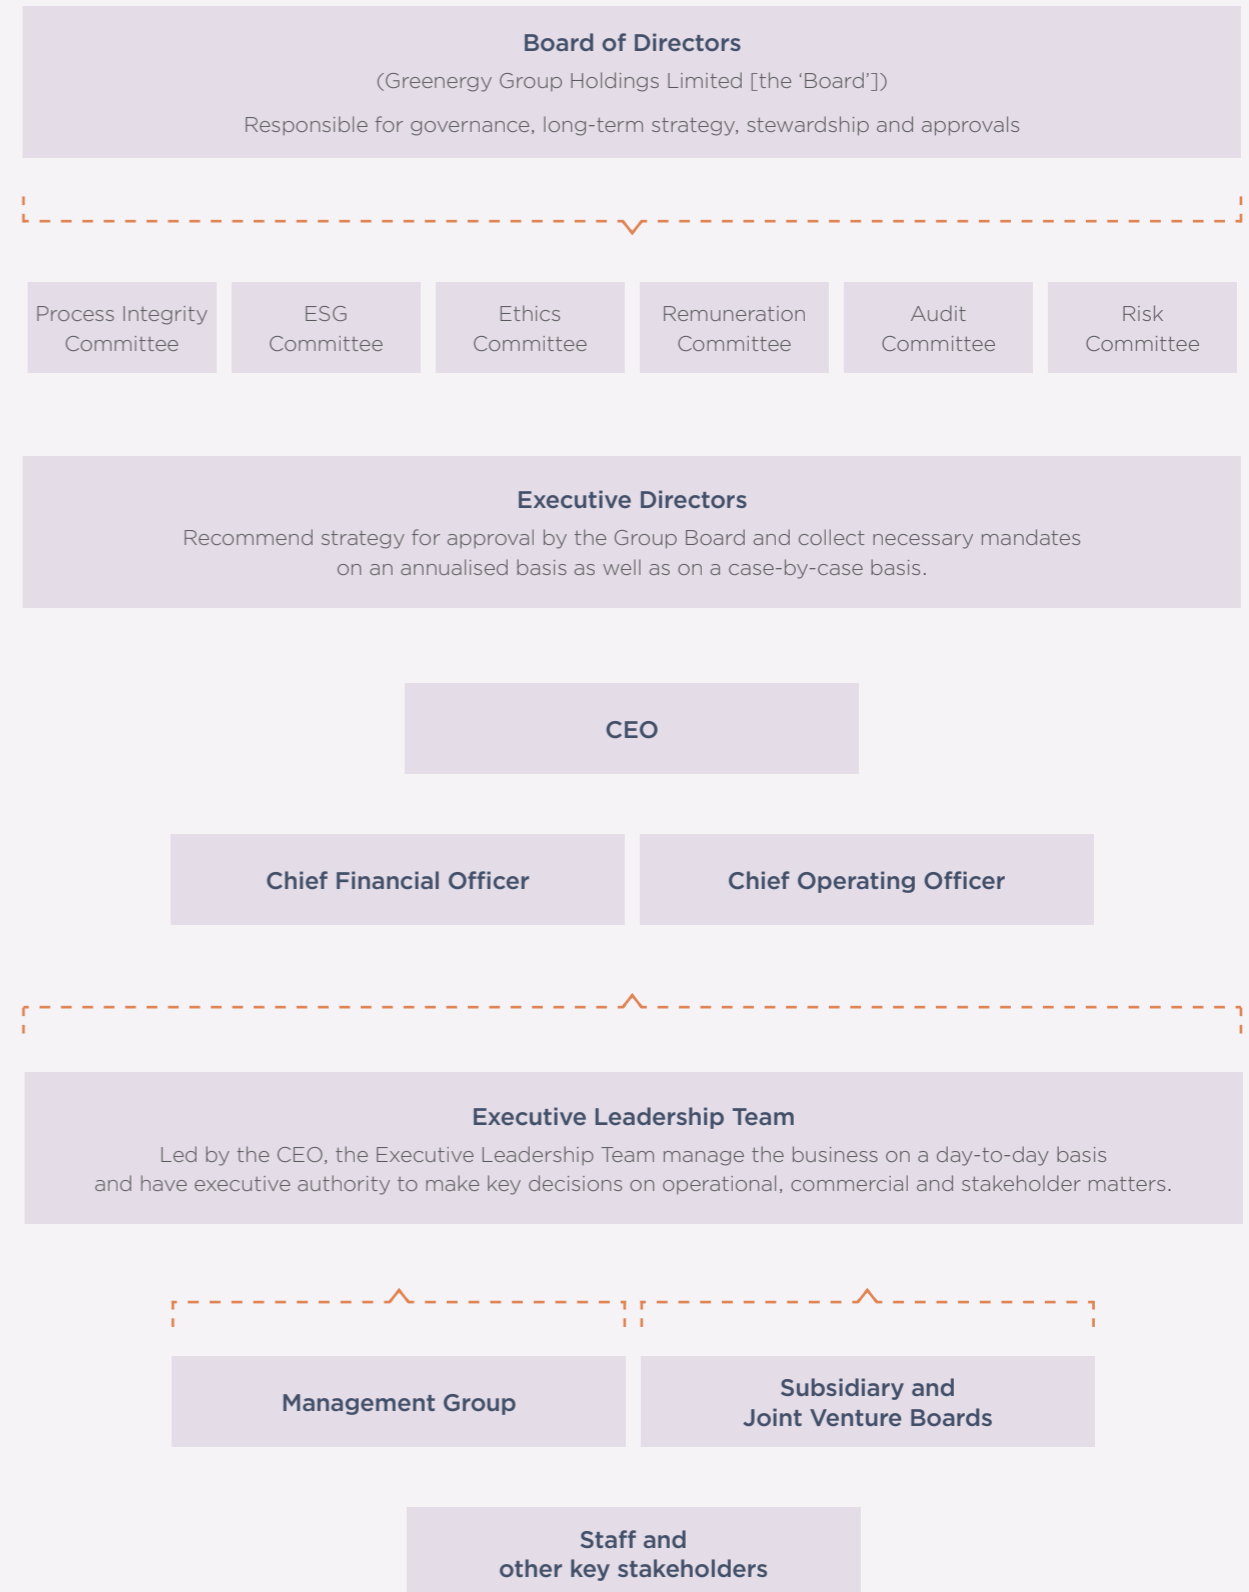 Board of Directors
(Greenergy Group Holdings Limited [the ‘Board’])
Responsible for governance, long-term strategy, stewardship and approvals
Process Integrity
Committee
ESG
Committee
Ethics
Committee
Remuneration
Committee
Audit
Committee
Risk
Committee
Executive Directors
Recommend strategy for approval by the Group Board and collect necessary mandates
on an annualised basis as well as on a case-by-case basis.
CEO
Chief Financial Officer
Chief Operating Officer
Executive Leadership Team
Led by the CEO, the Executive Leadership Team manage the business on a day-to-day basis
and have executive authority to make key decisions on operational, commercial and stakeholder matters.
Management Group
Subsidiary and
Joint Venture Boards
Staff and
other key stakeholders